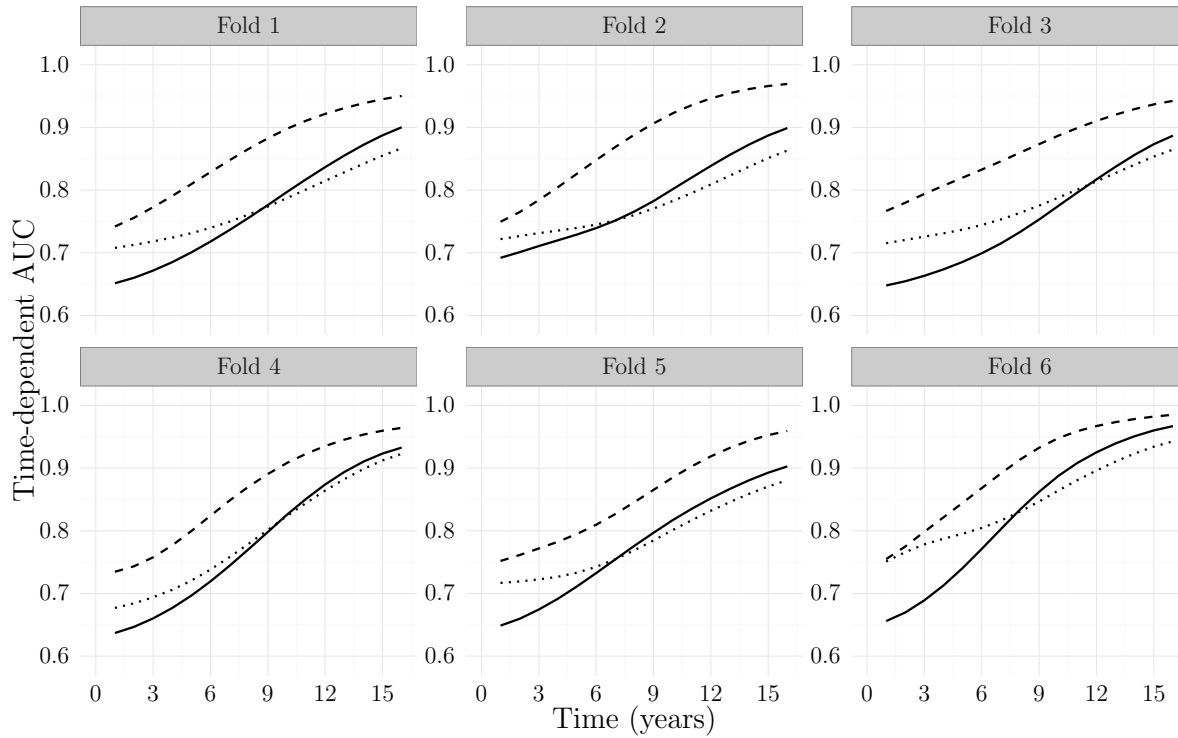 Fold 1 Fold 2 Fold 3
1.0 1.0 1.0
0.9 0.9 0.9
0.8 0.8 0.8
0.7 0.7 0.7
0.6 0.6 0.6
Time-dependent AUC
Fold 4 Fold 5 Fold 6
1.0 1.0 1.0
0.9 0.9 0.9
0.8 0.8 0.8
0.7 0.7 0.7
0.6 0.6 0.6
0 3 6 9 12 15 0 3 6 9 12 15 0 3 6 9 12 15
Time (years)